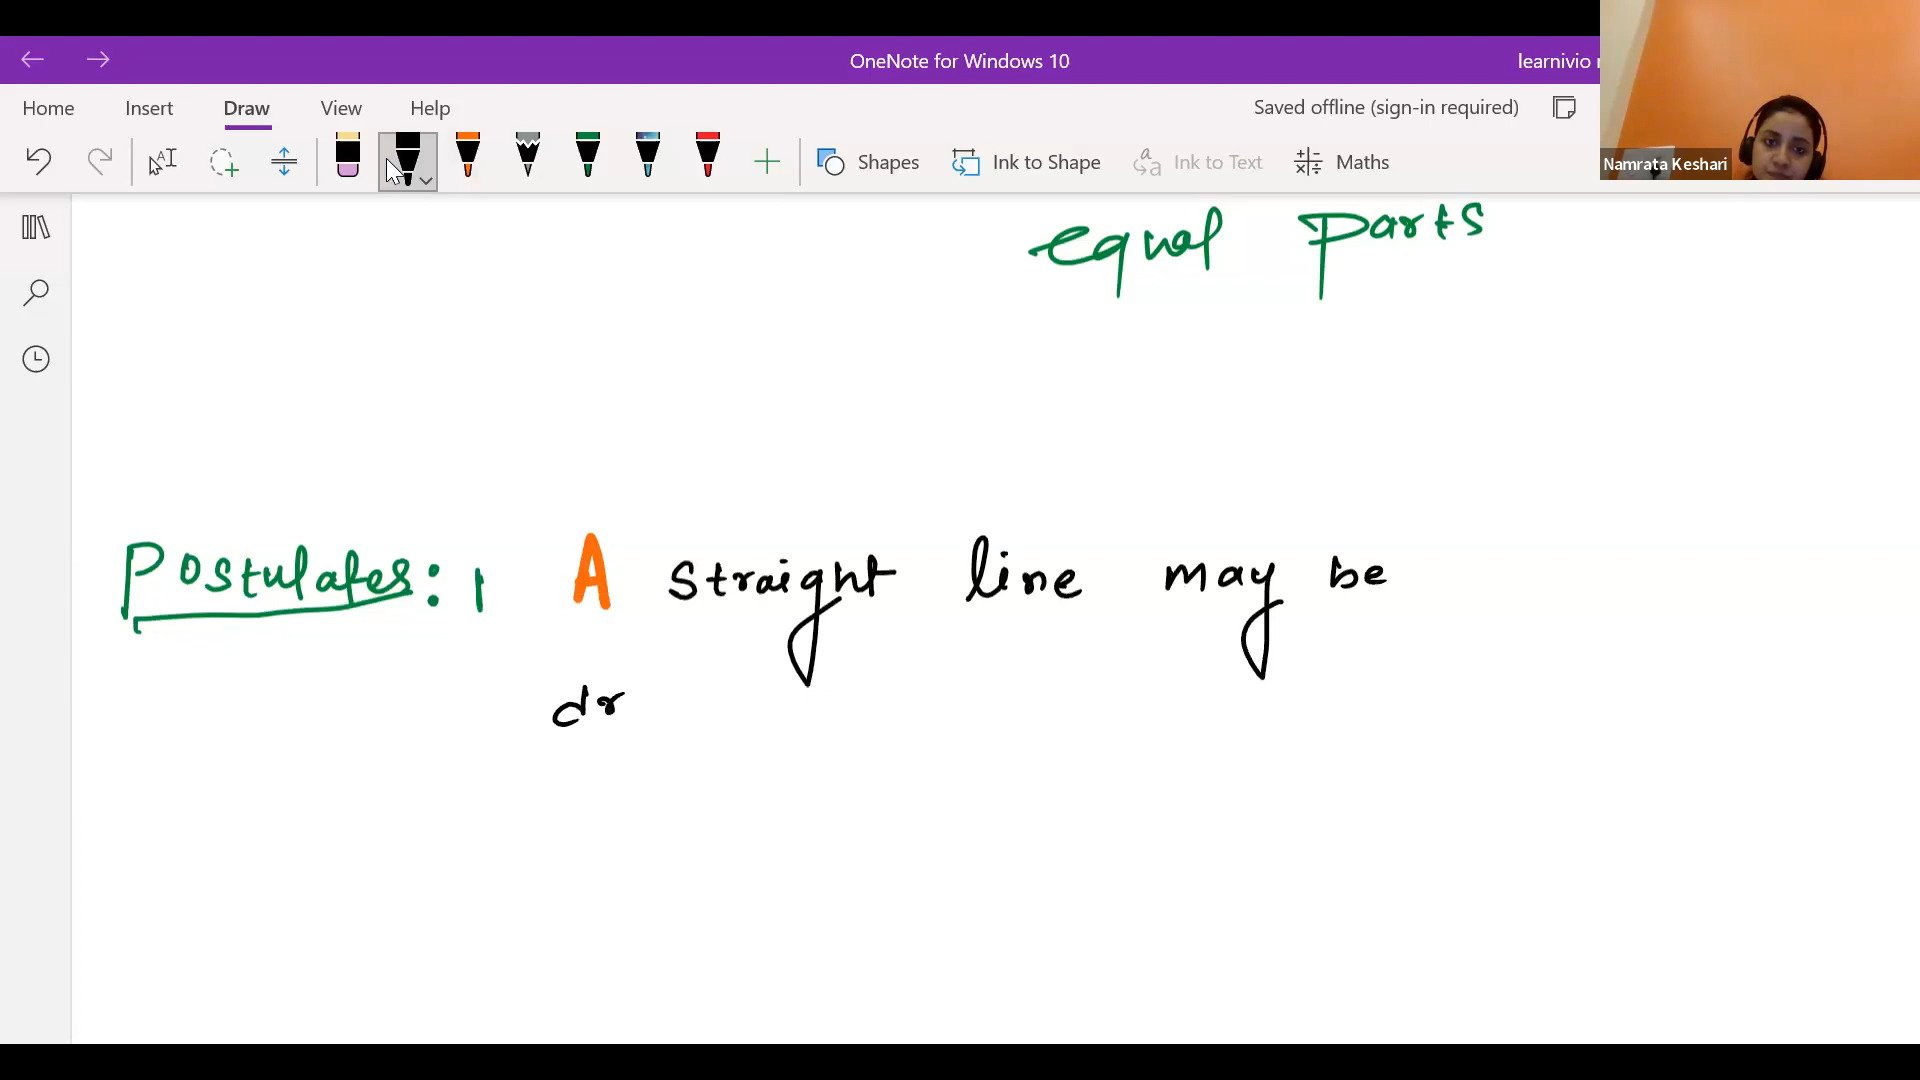 OneNote for Windows 10
learnivio
Home Insert Draw View Help
Saved offline (sign-in required)
Shapes Ink to Shape Ink to Text Maths
Namrata Keshari
equal parts
Postulates: 1 A straight line may be
dr